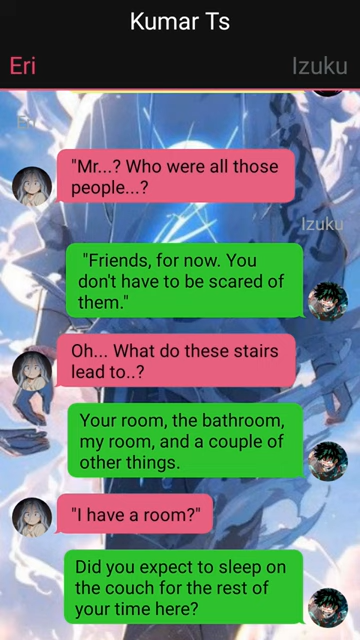 Kumar Ts
Eri Izuku
Eri
"Mr...? Who were all those
people...?
Izuku
"Friends, for now. You
don't have to be scared of
them."
Oh... What do these stairs
lead to..?
Your room, the bathroom,
my room, and a couple of
other things.
"I have a room?"
Did you expect to sleep on
the couch for the rest of
your time here?